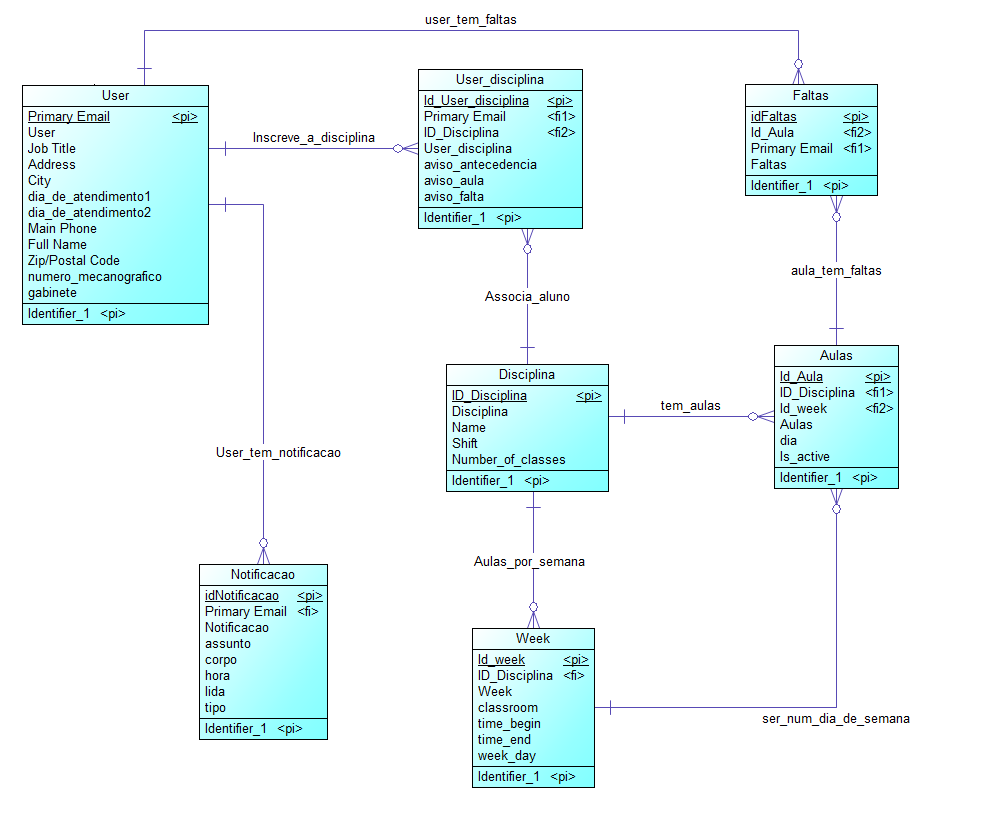 user_tem_faltas
User
Primary Email <pi>
User
Job Title
Address
City
dia_de_atendimento1
dia_de_atendimento2
Main Phone
Full Name
Zip/Postal Code
numero_mecanografico
gabinete
Identifier_1 <pi>
Inscreve_a_disciplina
User_disciplina
Id_User_disciplina <pi>
Primary Email <fi1>
ID_Disciplina <fi2>
User_disciplina
aviso_antecedencia
aviso_aula
aviso_falta
Identifier_1 <pi>
Faltas
idFaltas <pi>
Id_Aula <fi2>
Primary Email <fi1>
Faltas
Identifier_1 <pi>
Associa_aluno
aula_tem_faltas
Disciplina
ID_Disciplina <pi>
Disciplina
Name
Shift
Number_of_classes
Identifier_1 <pi>
tem_aulas
Aulas
Id_Aula <pi>
ID_Disciplina <fi1>
Id_week <fi2>
Aulas
dia
Is_active
Identifier_1 <pi>
User_tem_notificacao
Aulas_por_semana
Notificacao
idNotificacao <pi>
Primary Email <fi>
Notificacao
assunto
corpo
hora
lida
tipo
Identifier_1 <pi>
Week
Id_week <pi>
ID_Disciplina <fi>
Week
classroom
time_begin
time_end
week_day
Identifier_1 <pi>
ser_num_dia_de_semana